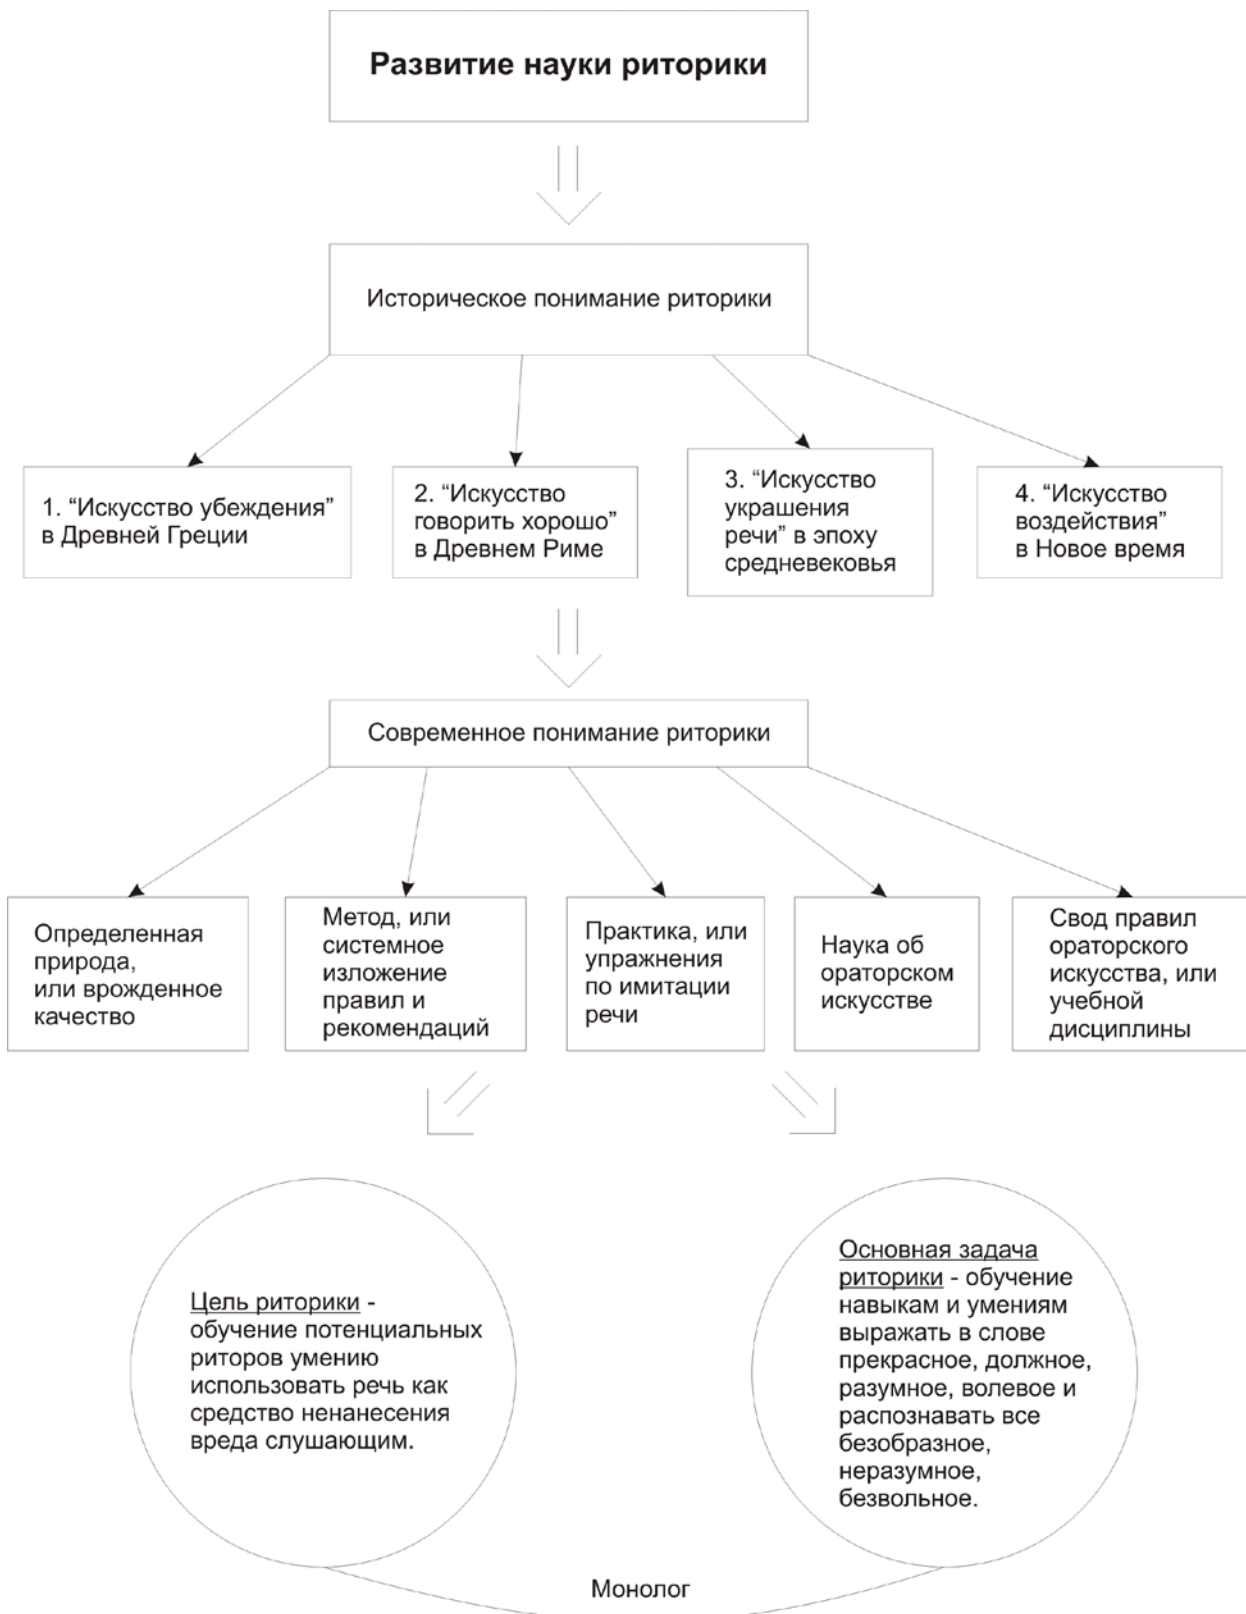 Развитие науки риторики
Историческое понимание риторики
1. “Искусство убеждения”
в Древней Греции
2. “Искусство
говорить хорошо”
в Древнем Риме
3. “Искусство
украшения
речи” в эпоху
средневековья
4. “Искусство
воздействия”
в Новое время
Современное понимание риторики
Определенная
природа,
или врожденное
качество
Метод, или
системное
изложение
правил и
рекомендаций
Практика, или
упражнения
по имитации
речи
Наука об
ораторском
искусстве
Свод правил
ораторского
искусства, или
учебной
дисциплины
Цель риторики -
обучение потенциальных
риторов умению
использовать речь как
средство ненанесения
вреда слушающим.
Основная задача
риторики - обучение
навыкам и умениям
выражать в слове
прекрасное, должное,
разумное, волевое и
распознавать все
безобразное,
неразумное,
безвольное.
Монолог